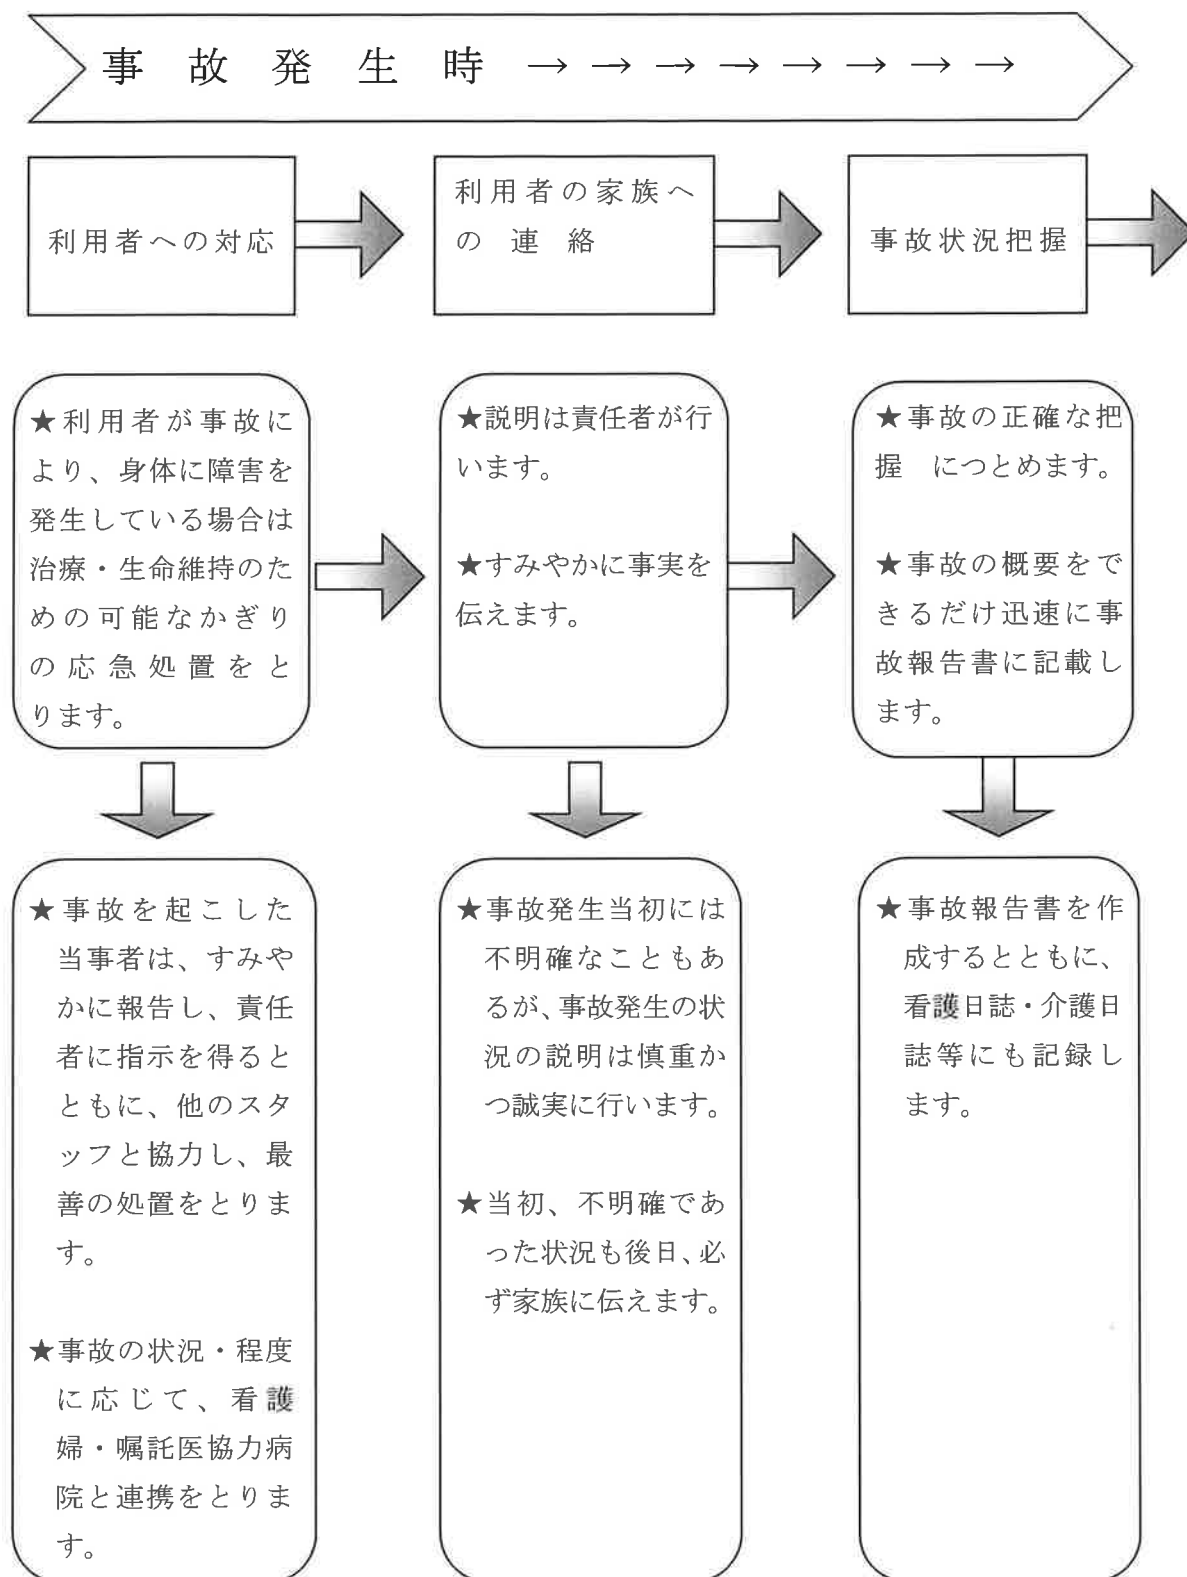 事故発生時 → → → → → → → →
利用者への対応
利用者の家族へ
の連絡
事故状況把握
★利用者が事故に
より、身体に障害を
発生している場合は
治療・生命維持のた
めの可能なかぎり
の応急処置をと
ります。
★説明は責任者が行
います。
★すみやかに事実を
伝えます。
★事故の正確な把
握　につとめます。
★事故の概要をで
きるだけ迅速に事
故報告書に記載し
ます。
★事故を起こした
当事者は、すみや
かに報告し、責任
者に指示を得ると
ともに、他のスタ
ッフと協力し、最
善の処置をとりま
す。
★事故の状況・程度
に応じて、看護
婦・嘱託医協力病
院と連携をとりま
す。
★事故発生当初には
不明確なこともあ
るが、事故発生の状
況の説明は慎重か
つ誠実に行います。
★当初、不明確であ
った状況も後日、必
ず家族に伝えます。
★事故報告書を作
成するとともに、
看護日誌・介護日
誌等にも記録し
ます。